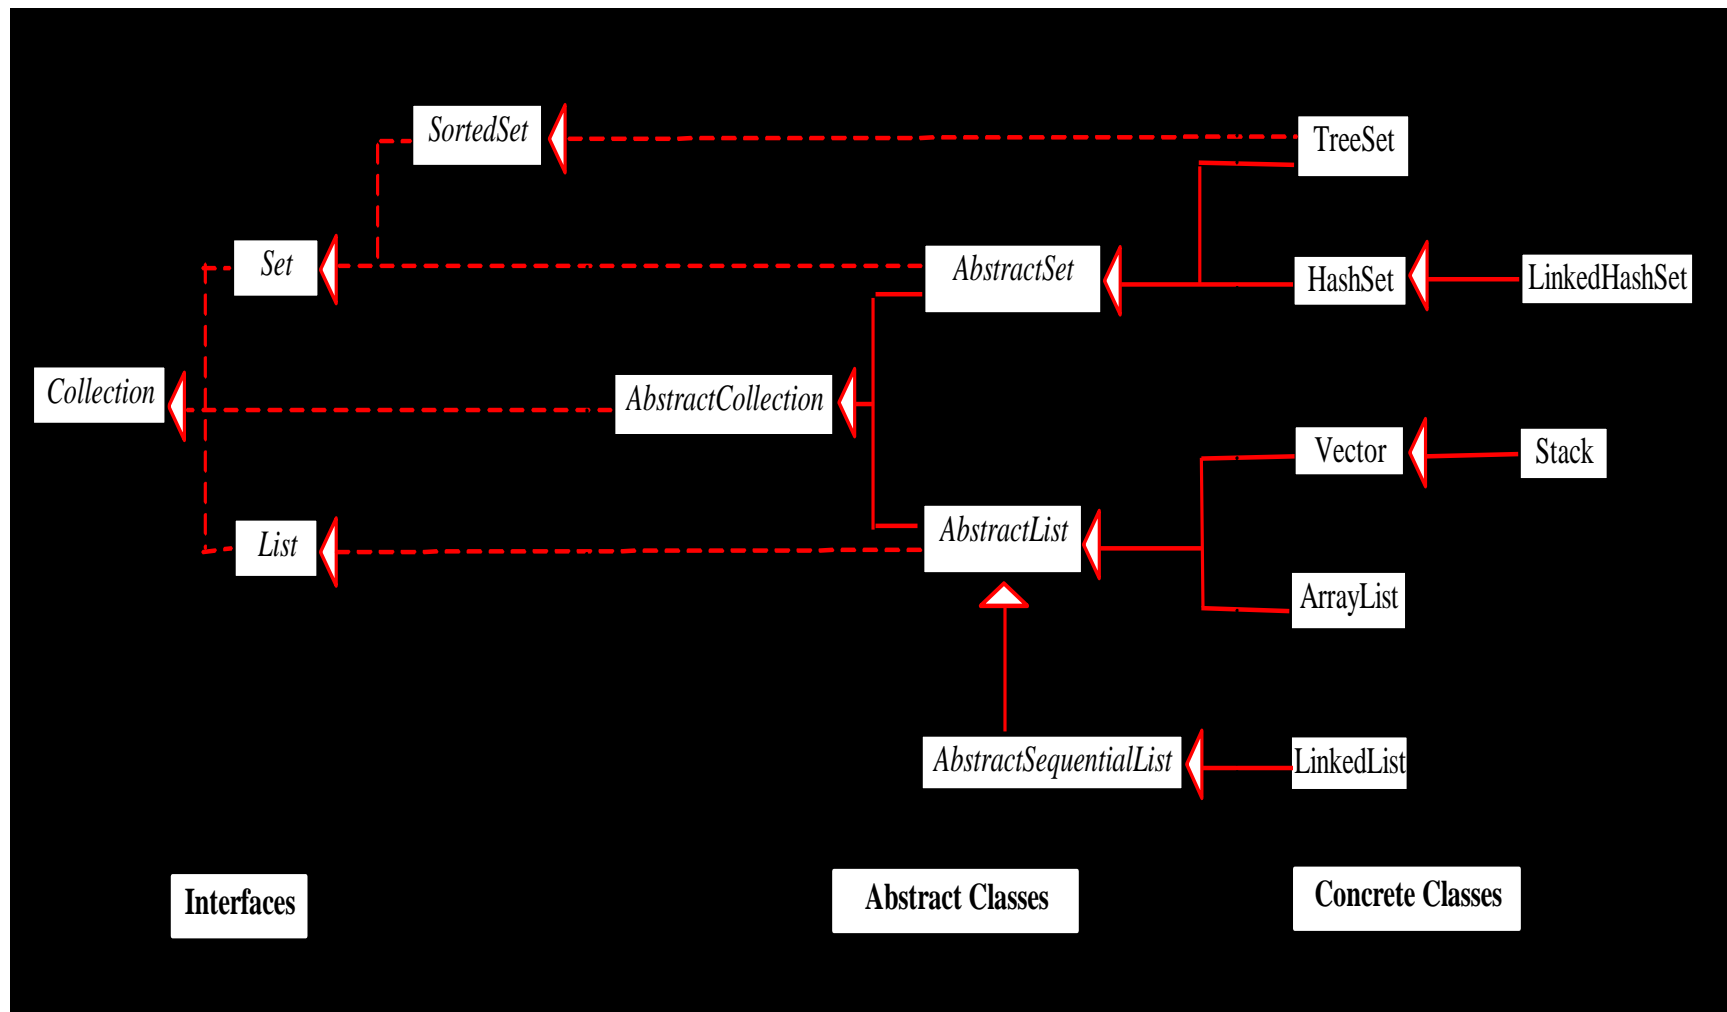 SortedSet
TreeSet
Set
AbstractSet
HashSet
LinkedHashSet
Collection
AbstractCollection
Vector
Stack
List
AbstractList
ArrayList
AbstractSequentialList
LinkedList
Interfaces
Abstract Classes
Concrete Classes